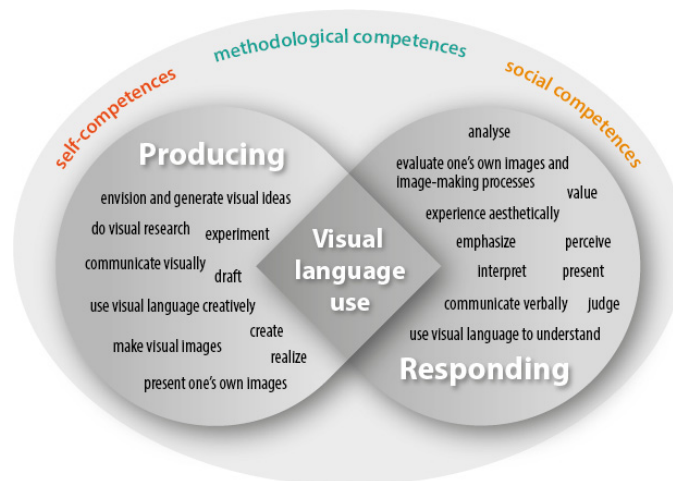 self-competences
methodological competences
social competences
Producing
envision and generate visual ideas
do visual research
experiment
communicate visually
draft
use visual language creatively
create
make visual images
realize
present one's own images
Visual
language
use
analyse
evaluate one's own images and
image-making processes
value
experience aesthetically
emphasize
perceive
interpret
present
communicate verbally
judge
use visual language to understand
Responding